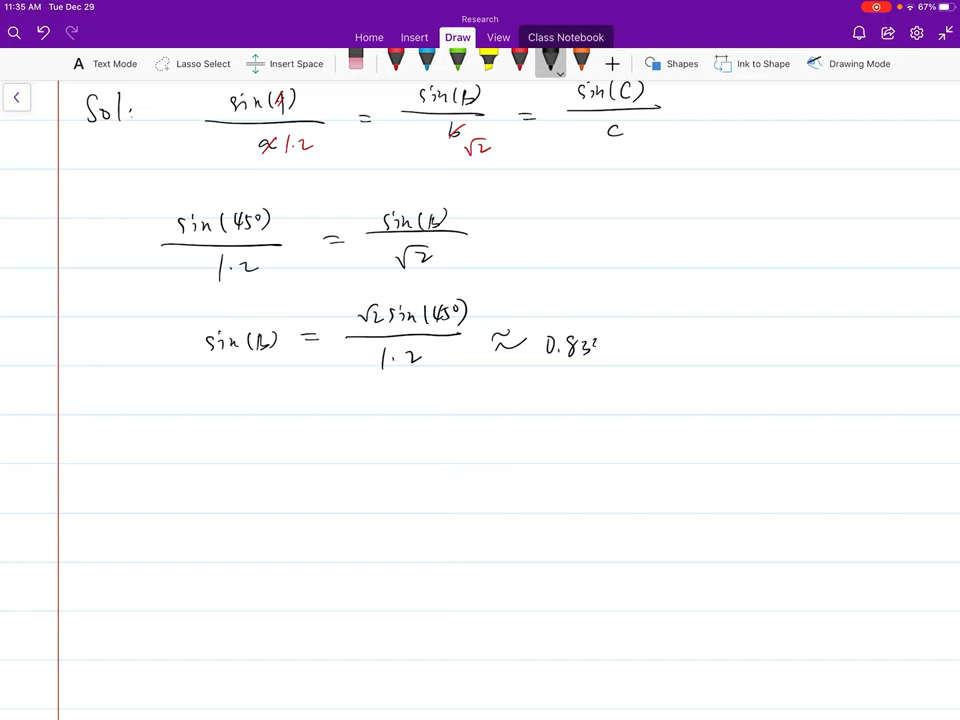 11:35 AM Tue Dec 29
67%
Research
Home Insert Draw View Class Notebook
Text Mode Lasso Select Insert Space Shapes Ink to Shape Drawing Mode
Sol: sin(A)/a 1.2 = sin(B)/b √2 = sin(C)/c
sin(45°)/1.2 = sin(B)/√2
sin(B) = √2 sin(45°)/1.2 ≈ 0.83